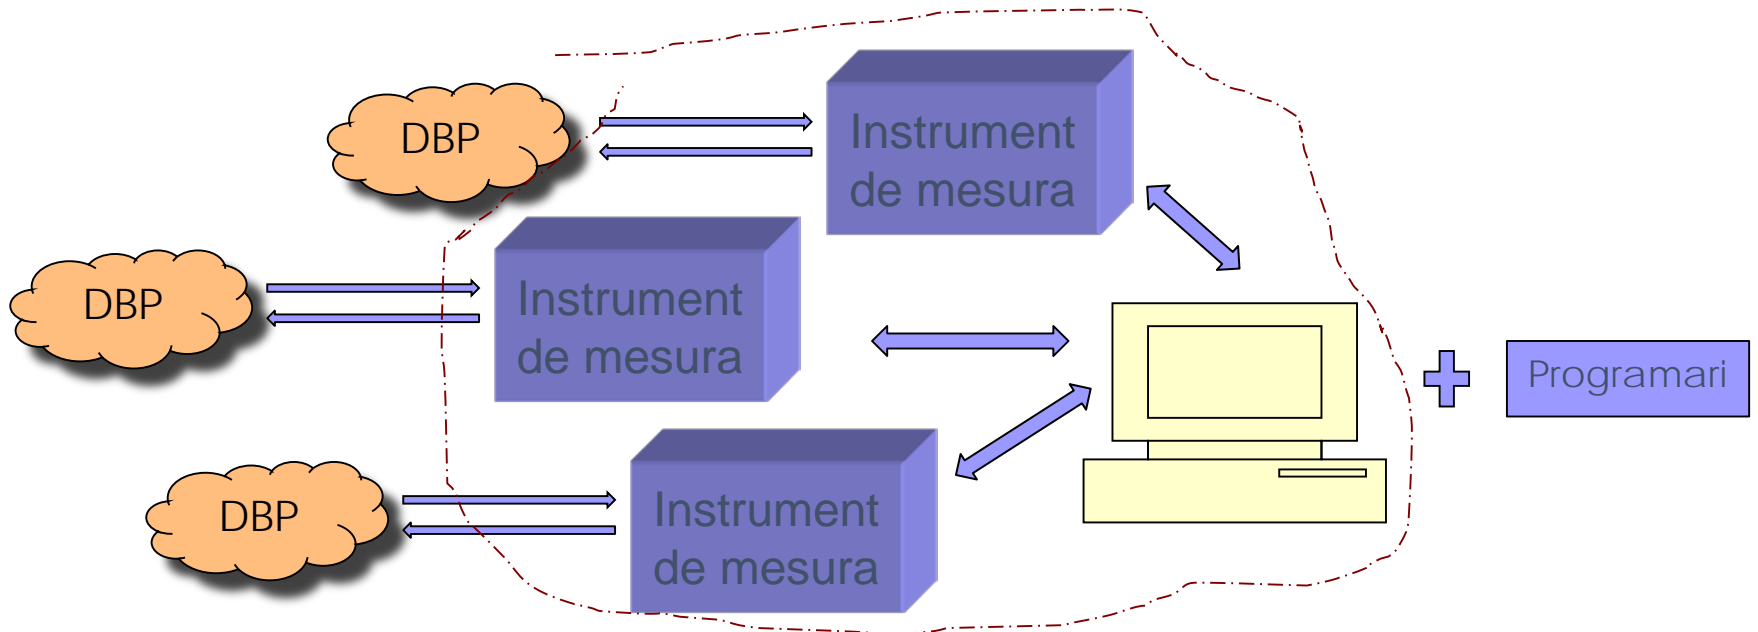 DBP
Instrument
de mesura
DBP
Instrument
de mesura
Programari
DBP
Instrument
de mesura